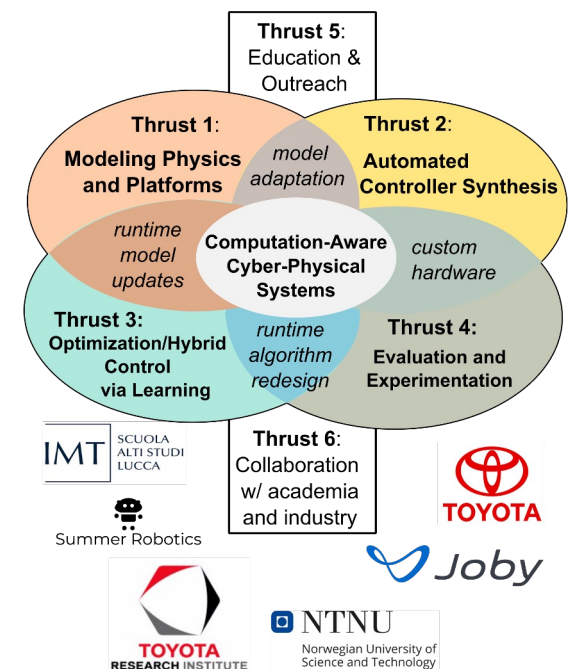 Thrust 5:
Education &
Outreach
Thrust 1:
Modeling Physics
and Platforms
model
adaptation
Thrust 2:
Automated
Controller Synthesis
runtime
model
updates
Computation-Aware
Cyber-Physical
Systems
custom
hardware
Thrust 3:
Optimization/Hybrid
Control
via Learning
runtime
algorithm
redesign
Thrust 4:
Evaluation and
Experimentation
Thrust 6:
Collaboration
w/ academia
and industry
IMT
SCUOLA
ALTI STUDI
LUCCA
TOYOTA
Summer Robotics
Joby
TOYOTA
RESEARCH INSTITUTE
NTNU
Norwegian University of
Science and Technology